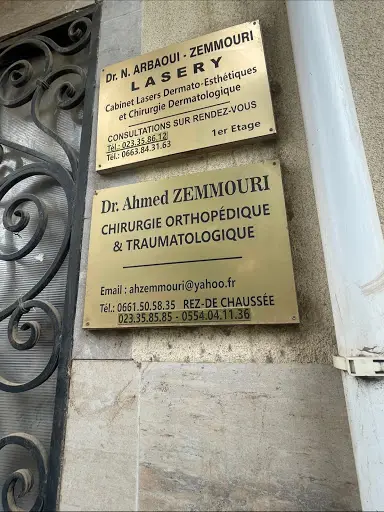 Dr. N. ARBAOUI - ZEMMOURI
LASERY
Cabinet Lasers Dermato-Esthétiques
et Chirurgie Dermatologique
CONSULTATIONS SUR RENDEZ-VOUS
Tél.: 023.35.86.12
1er Etage
Tél.: 0663.84.31.63
Dr. Ahmed ZEMMOURI
CHIRURGIE ORTHOPÉDIQUE
& TRAUMATOLOGIQUE
Email : ahzemmouri@yahoo.fr
Tél.: 0661.50.58.35 REZ-DE CHAUSSÉE
023.35.85.85 - 0554.04.11.36